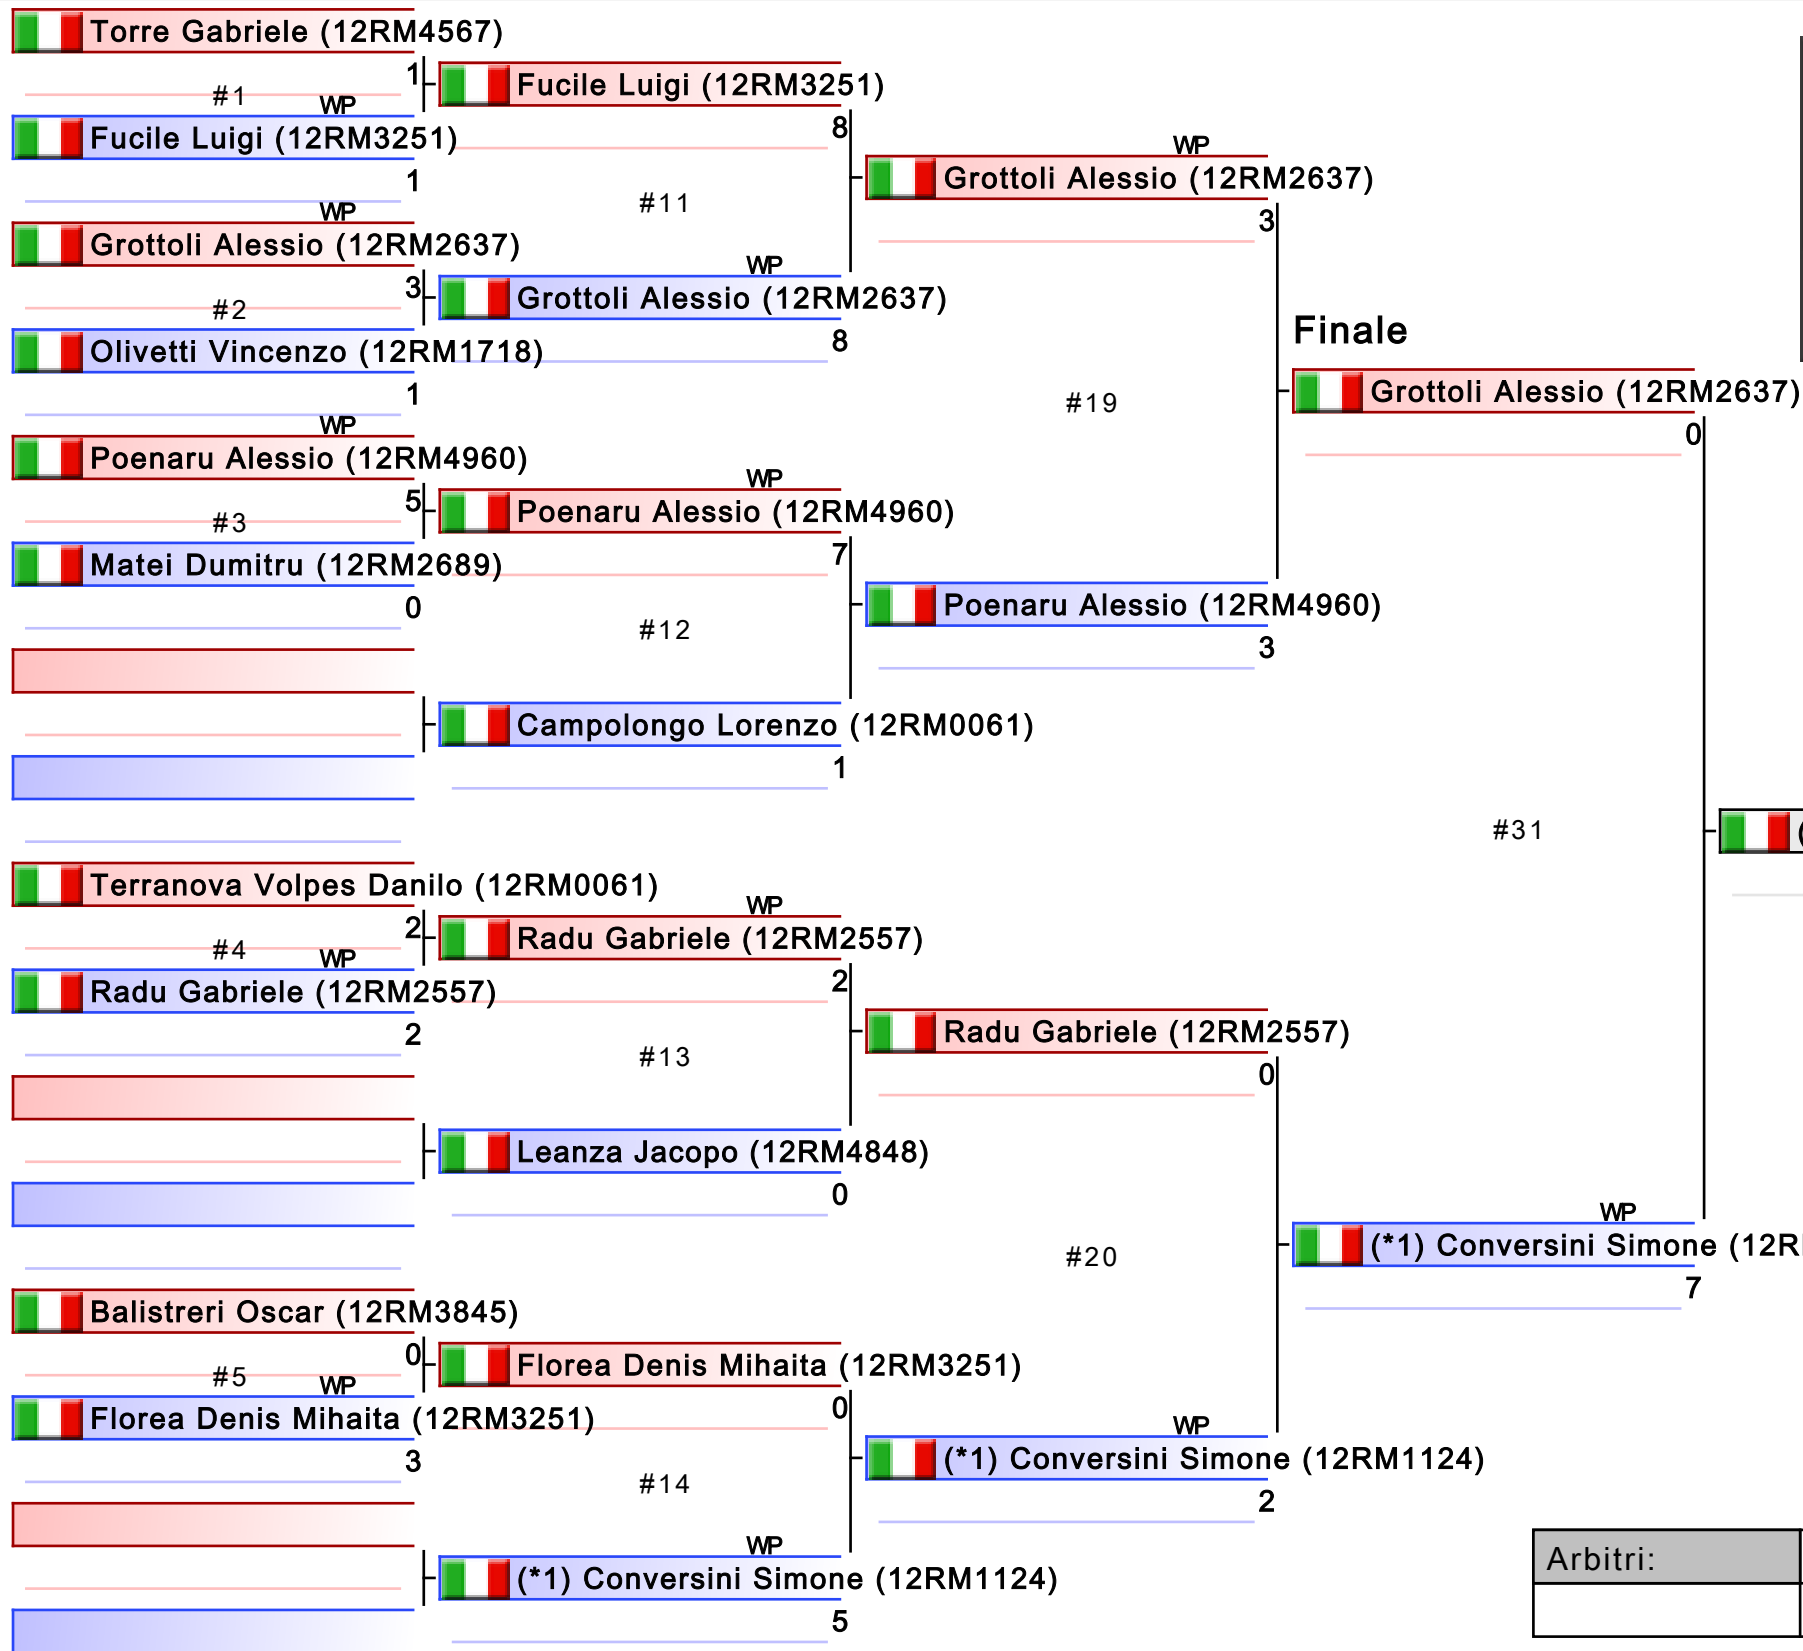 Torre Gabriele (12RM4567)
1
#1
WP
Fucile Luigi (12RM3251)
1
WP
Grottoli Alessio (12RM2637)
3
#2
Olivetti Vincenzo (12RM1718)
1
WP
Poenaru Alessio (12RM4960)
5
#3
Matei Dumitru (12RM2689)
0
Terranova Volpes Danilo (12RM0061)
2
#4
WP
Radu Gabriele (12RM2557)
2
Balistreri Oscar (12RM3845)
0
#5
WP
Florea Denis Mihaita (12RM3251)
3
Fucile Luigi (12RM3251)
8
#11
WP
Grottoli Alessio (12RM2637)
8
WP
Poenaru Alessio (12RM4960)
7
#12
Campolongo Lorenzo (12RM0061)
1
WP
Radu Gabriele (12RM2557)
2
#13
Leanza Jacopo (12RM4848)
0
Florea Denis Mihaita (12RM3251)
0
#14
WP
(*1) Conversini Simone (12RM1124)
5
WP
Grottoli Alessio (12RM2637)
3
#19
Poenaru Alessio (12RM4960)
3
Radu Gabriele (12RM2557)
0
#20
WP
(*1) Conversini Simone (12RM1124)
2
Finale
Grottoli Alessio (12RM2637)
0
#31
WP
(*1) Conversini Simone (12R
7
(
Arbitri: